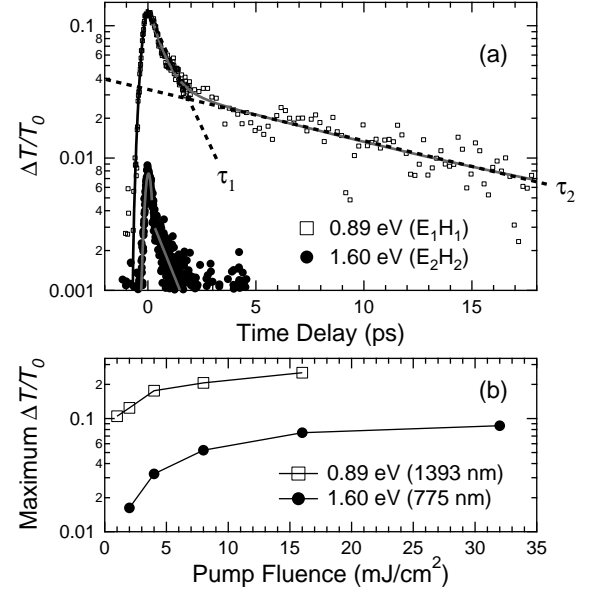 (a)
0.1
8
6
4
2
0.01
8
6
4
2
0.001
ΔT/T0
τ1
τ2
0.89 eV (E1H1)
1.60 eV (E2H2)
0
5
10
15
Time Delay (ps)
(b)
2
0.1
6
4
2
0.01
Maximum ΔT/T0
0.89 eV (1393 nm)
1.60 eV (775 nm)
0
5
10
15
20
25
30
35
Pump Fluence (mJ/cm²)